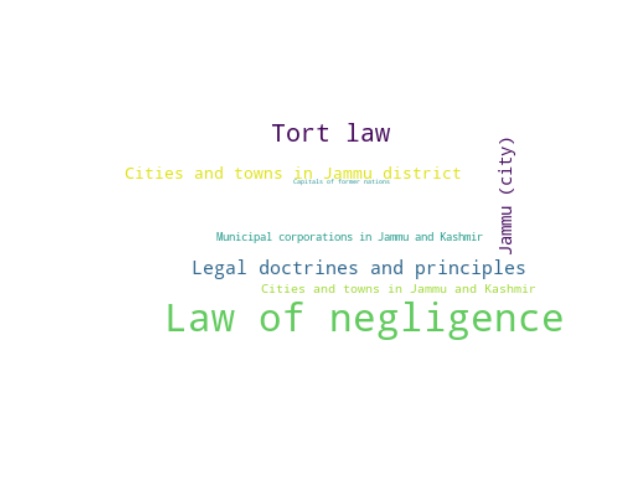 Tort law
Jammu (city)
Cities and towns in Jammu district
Capitals of former nations
Municipal corporations in Jammu and Kashmir
Legal doctrines and principles
Cities and towns in Jammu and Kashmir
Law of negligence